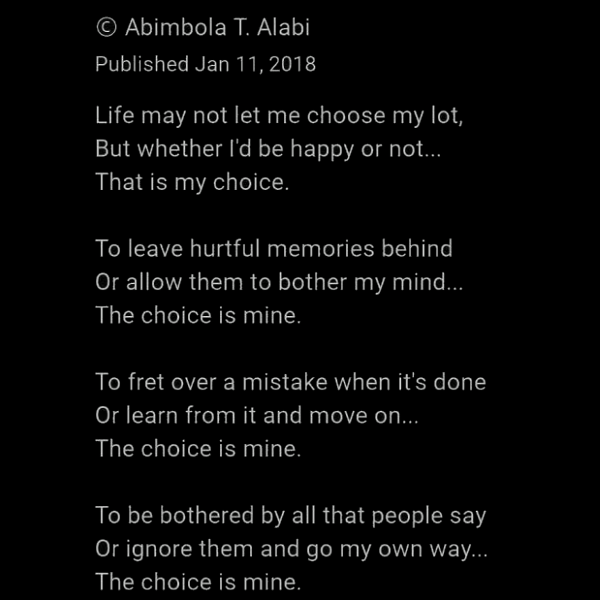 © Abimbola T. Alabi
Published Jan 11, 2018
Life may not let me choose my lot,
But whether I'd be happy or not...
That is my choice.
To leave hurtful memories behind
Or allow them to bother my mind...
The choice is mine.
To fret over a mistake when it's done
Or learn from it and move on...
The choice is mine.
To be bothered by all that people say
Or ignore them and go my own way...
The choice is mine.